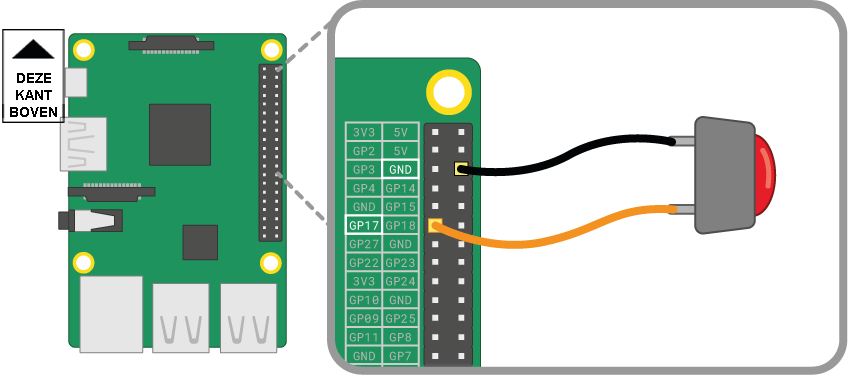 DEZE
KANT
BOVEN
3V3 5V
GP2 5V
GP3 GND
GP4 GP14
GND GP15
GP17 GP18
GP27 GND
GP22 GP23
3V3 GP24
GP10 GND
GP09 GP25
GP11 GP8
GND GP7